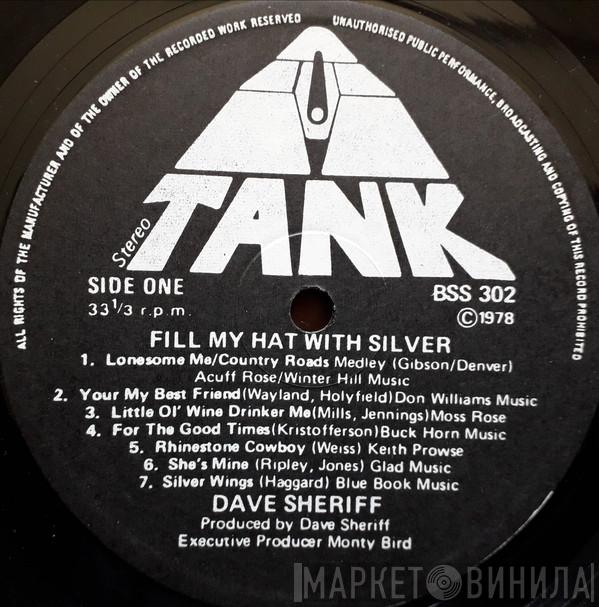 ALL RIGHTS OF THE MANUFACTURER AND OF THE OWNER OF THE RECORDED WORK RESERVED
UNAUTHORISED PUBLIC PERFORMANCE, BROADCASTING AND COPYING OF THIS RECORD PROHIBITED
TANK
Stereo
SIDE ONE
BSS 302
33 1/3 r.p.m.
©1978
FILL MY HAT WITH SILVER
1. Lonesome Me/Country Roads Medley (Gibson/Denver)
Acuff Rose/Winter Hill Music
2. Your My Best Friend(Wayland, Holyfield)Don Williams Music
3. Little Ol' Wine Drinker Me(Mills, Jennings)Moss Rose
4. For The Good Times(Kristofferson)Buck Horn Music
5. Rhinestone Cowboy (Weiss) Keith Prowse
6. She's Mine (Ripley, Jones) Glad Music
7. Silver Wings (Haggard) Blue Book Music
DAVE SHERIFF
Produced by Dave Sheriff
Executive Producer Monty Bird
МАРКЕТ ВИНИЛА